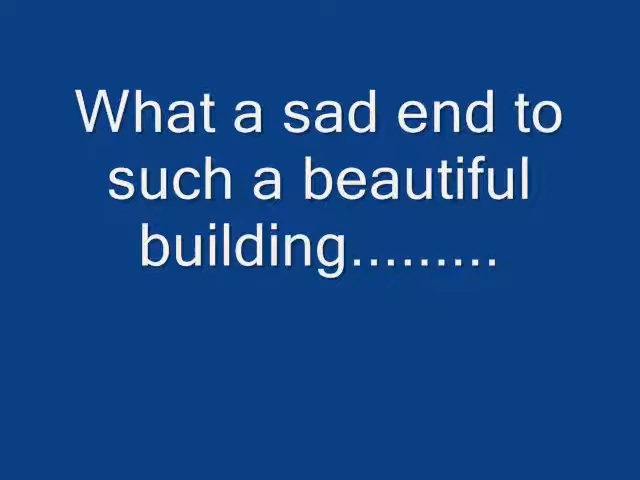 What a sad end to
such a beautiful
building.........